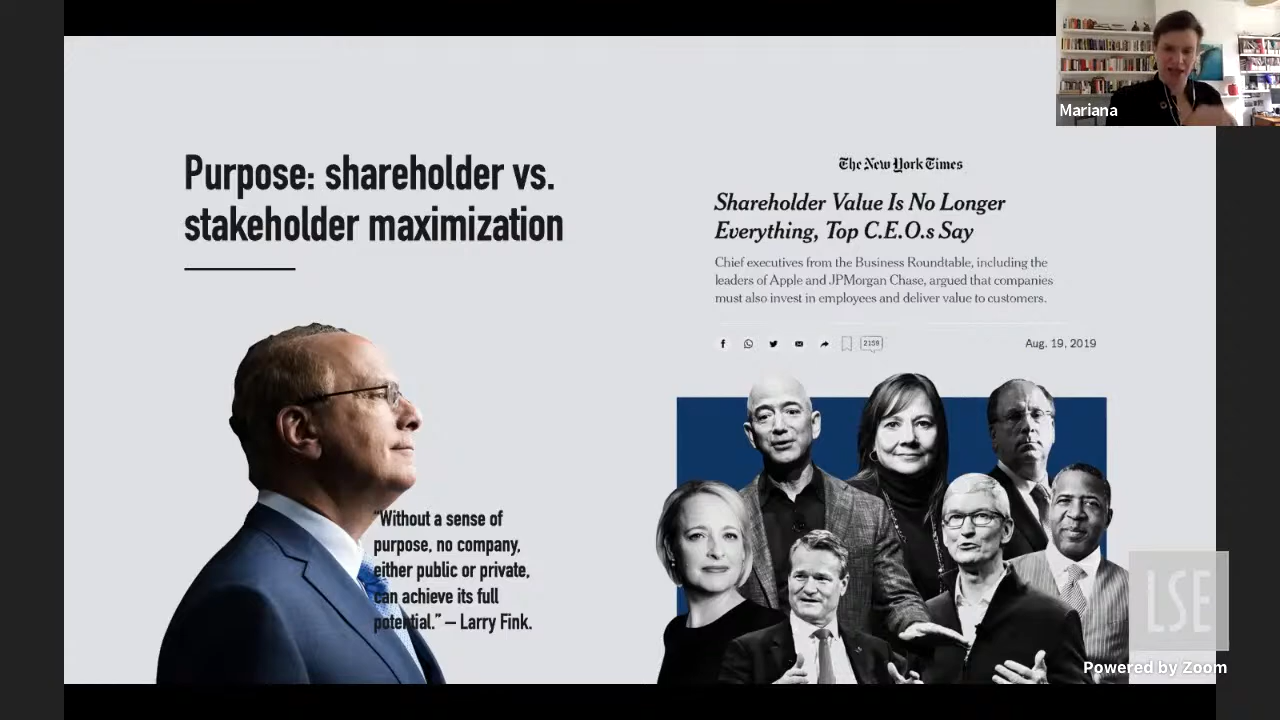 Mariana
Purpose: shareholder vs.
stakeholder maximization
The New York Times
Shareholder Value Is No Longer
Everything, Top C.E.O.s Say
Chief executives from the Business Roundtable, including the
leaders of Apple and JPMorgan Chase, argued that companies
must also invest in employees and deliver value to customers.
2159
Aug. 19, 2019
"Without a sense of
purpose, no company,
either public or private,
can achieve its full
potential." – Larry Fink.
LSE
Powered by Zoom